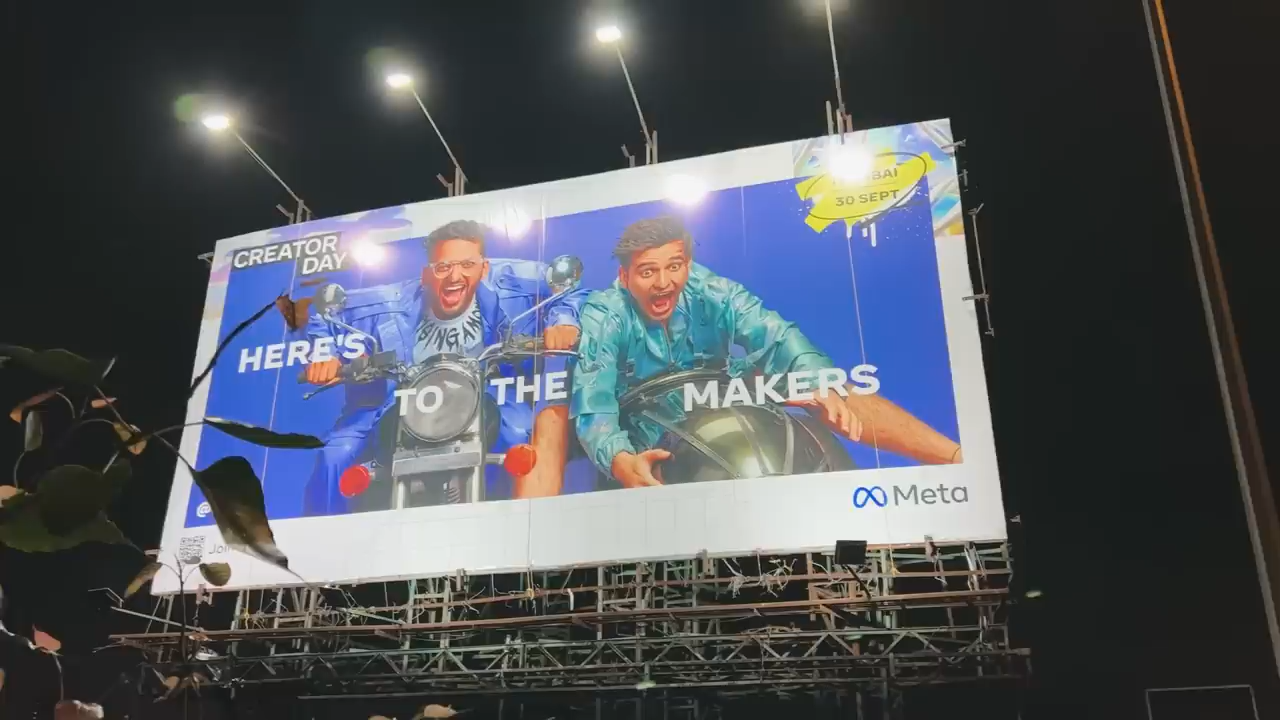 CREATOR
DAY
30 SEPT
HERE'S
TO THE MAKERS
Meta